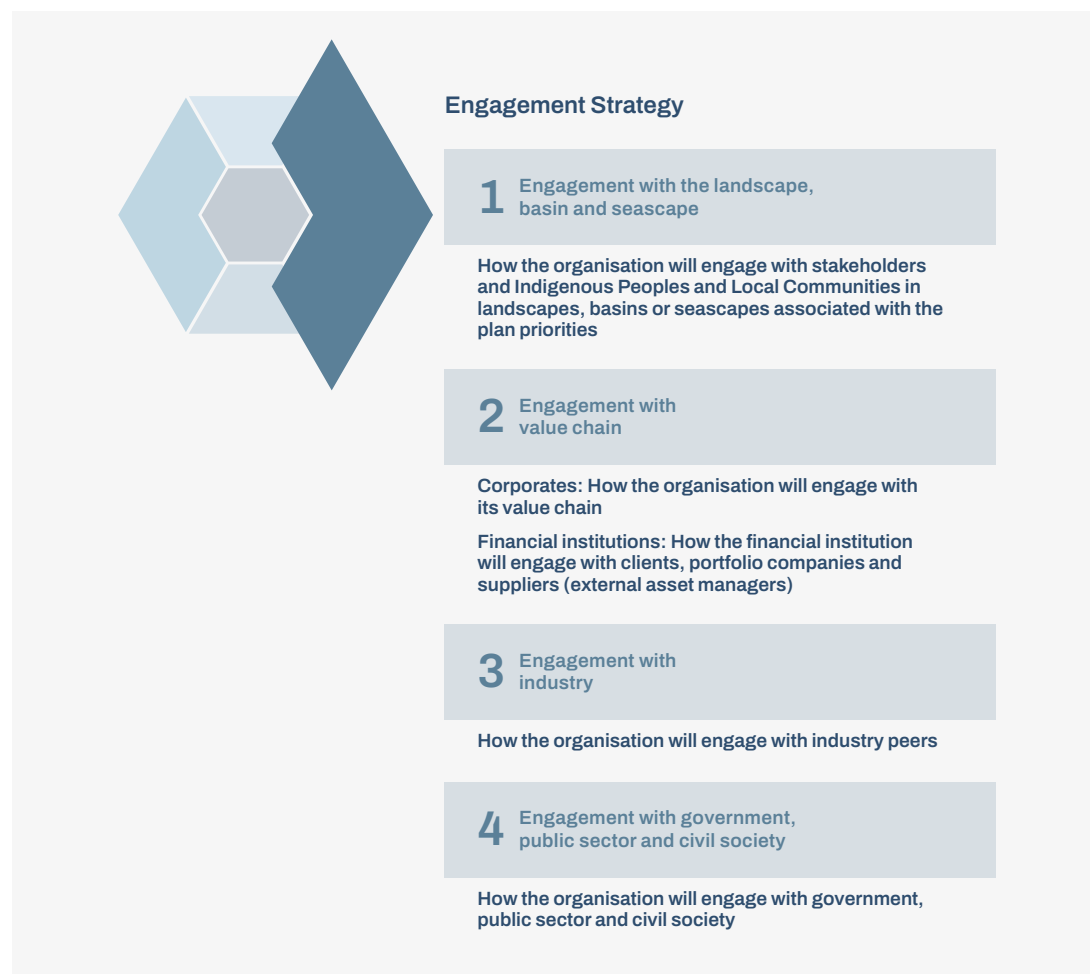 Engagement Strategy
1
Engagement with the landscape,
basin and seascape
How the organisation will engage with stakeholders
and Indigenous Peoples and Local Communities in
landscapes, basins or seascapes associated with the
plan priorities
2
Engagement with
value chain
Corporates: How the organisation will engage with
its value chain
Financial institutions: How the financial institution
will engage with clients, portfolio companies and
suppliers (external asset managers)
3
Engagement with
industry
How the organisation will engage with industry peers
4
Engagement with government,
public sector and civil society
How the organisation will engage with government,
public sector and civil society